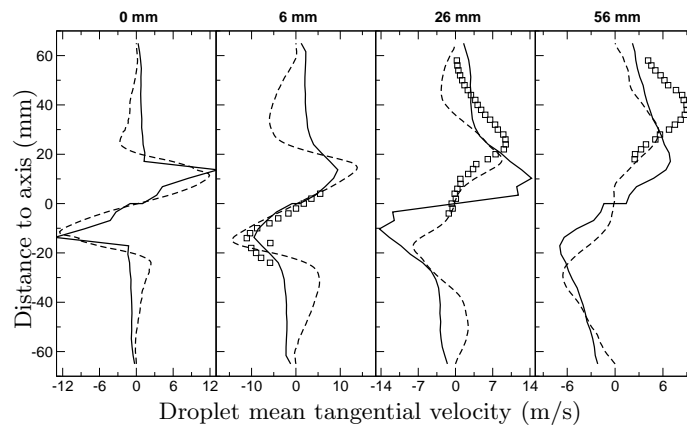 0 mm 6 mm 26 mm 56 mm
60
40
20
0
-20
-40
-60
Distance to axis (mm)
-12 -6 0 6 12 -10 0 10 -14 -7 0 7 14 -6 0 6
Droplet mean tangential velocity (m/s)